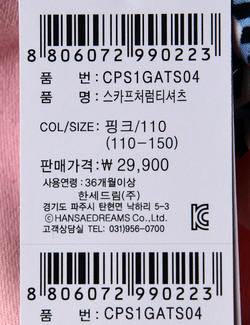 8 806072 990223
품 번 : CPS1GATS04
품 명 : 스카프처럼티셔츠
COL/SIZE: 핑크/110
(110-150)
판매가격:₩ 29,900
사용연령 : 36개월이상
한세드림(주)
경기도 파주시 탄현면 낙하리 5-3
ⓒHANSAEDREAMS Co.,Ltd.
고객상담실 TEL: 031)956-0700
8 806072 990223
품 번 : CPS1GATS04